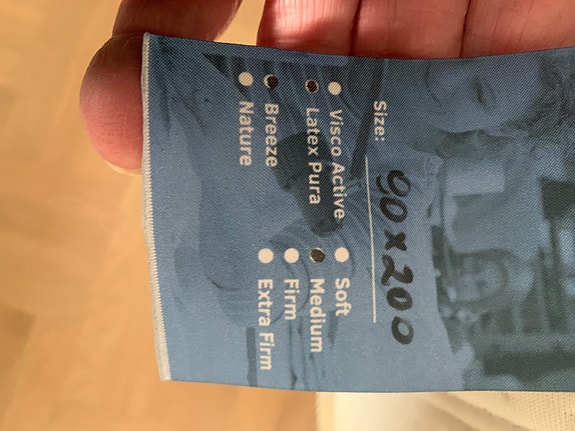 Size: 90x200
Visco Active
Latex Pura
Breeze
Nature
Soft
Medium
Firm
Extra Firm